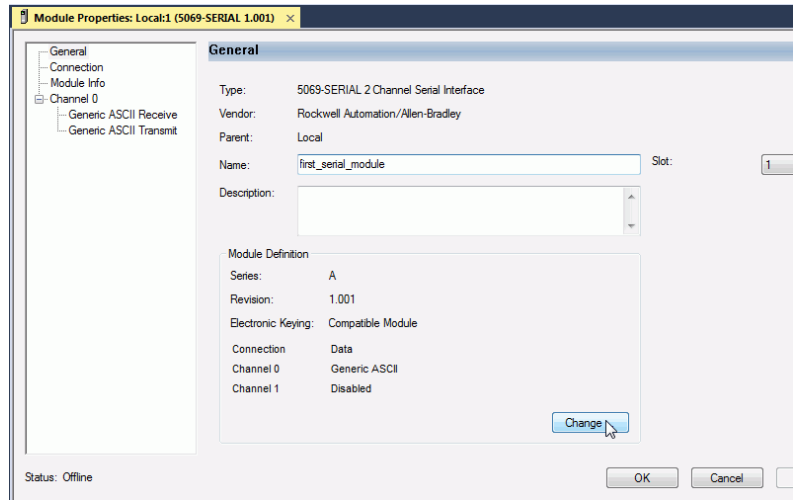 Module Properties: Local:1 (5069-SERIAL 1.001) ×
General
Connection
Module Info
Channel 0
Generic ASCII Receive
Generic ASCII Transmit
General
Type: 5069-SERIAL 2 Channel Serial Interface
Vendor: Rockwell Automation/Allen-Bradley
Parent: Local
Name: first_serial_module Slot: 1
Description:
Module Definition
Series: A
Revision: 1.001
Electronic Keying: Compatible Module
Connection Data
Channel 0 Generic ASCII
Channel 1 Disabled
Change
Status: Offline OK Cancel